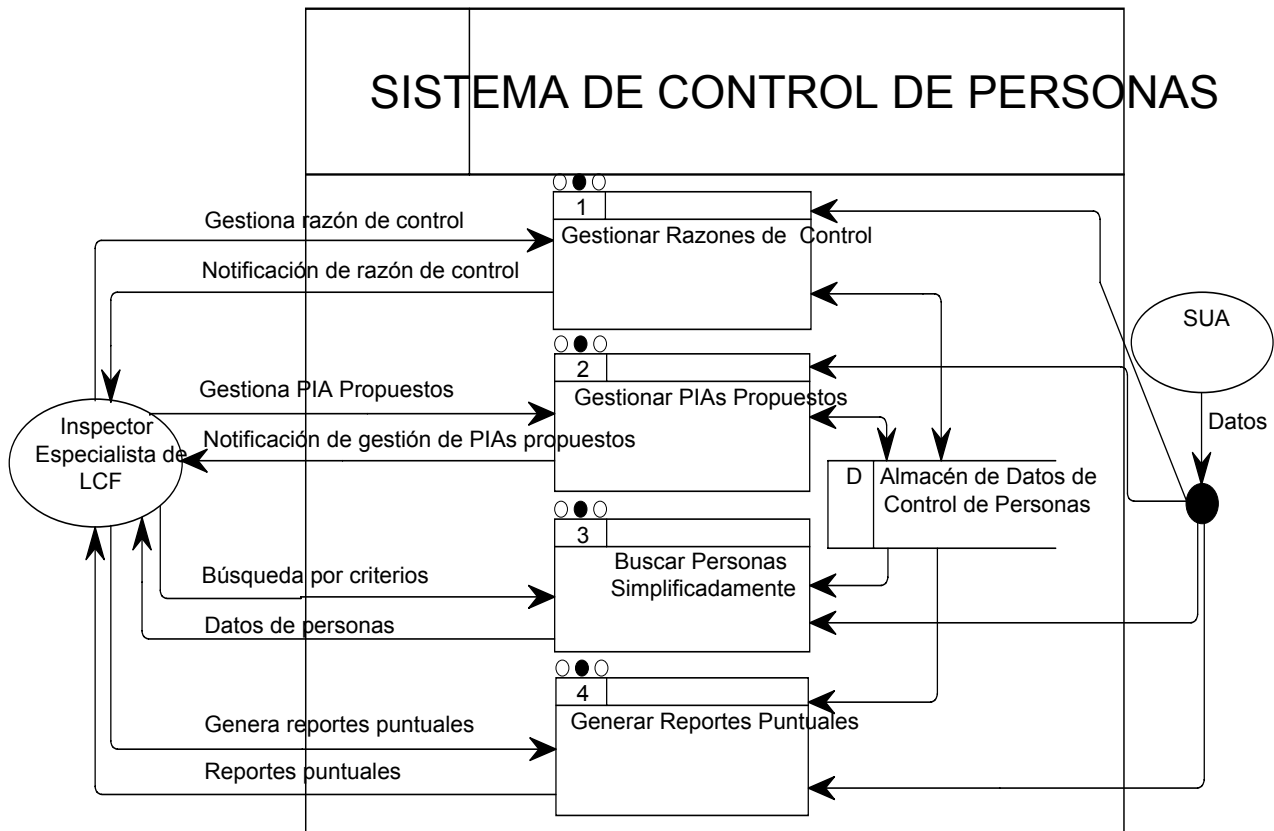 SISTEMA DE CONTROL DE PERSONAS
1
Gestionar Razones de Control
Gestiona razón de control
Notificación de razón de control
SUA
2
Gestionar PIAs Propuestos
Gestiona PIA Propuestos
Notificación de gestión de PIAs propuestos
Inspector
Especialista de
LCF
Datos
D
Almacén de Datos de
Control de Personas
3
Buscar Personas
Simplificadamente
Búsqueda por criterios
Datos de personas
4
Generar Reportes Puntuales
Genera reportes puntuales
Reportes puntuales